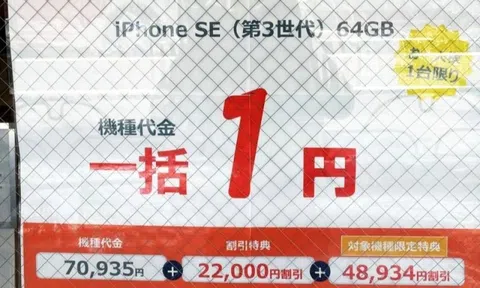 iPhone SE（第3世代）64GB
1台限り
機種代金
一括 1 円
機種代金 割引特典 対象機種限定特典
70,935円 + 22,000円割引 + 48,934円割引